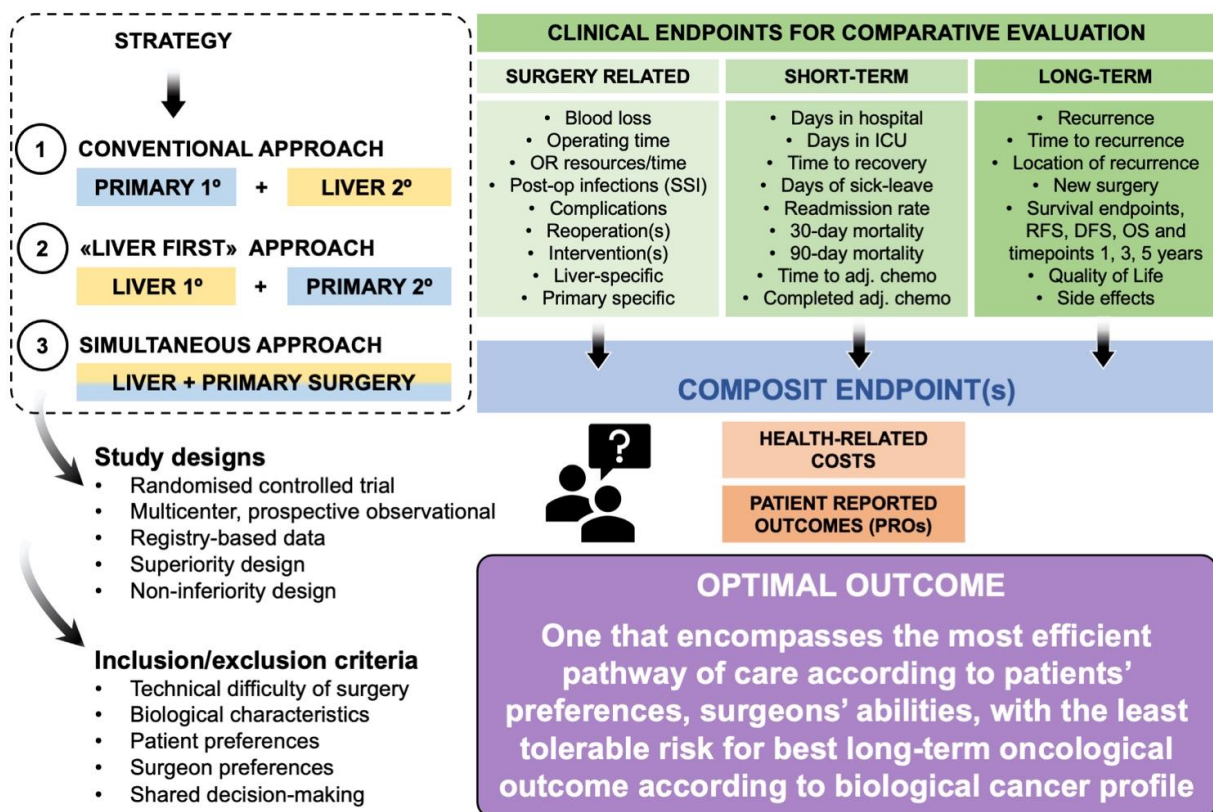 STRATEGY
1
CONVENTIONAL APPROACH
PRIMARY 1º + LIVER 2º
2
«LIVER FIRST» APPROACH
LIVER 1º + PRIMARY 2º
3
SIMULTANEOUS APPROACH
LIVER + PRIMARY SURGERY
Study designs
• Randomised controlled trial
• Multicenter, prospective observational
• Registry-based data
• Superiority design
• Non-inferiority design
Inclusion/exclusion criteria
• Technical difficulty of surgery
• Biological characteristics
• Patient preferences
• Surgeon preferences
• Shared decision-making
CLINICAL ENDPOINTS FOR COMPARATIVE EVALUATION
SURGERY RELATED
• Blood loss
• Operating time
• OR resources/time
• Post-op infections (SSI)
• Complications
• Reoperation(s)
• Intervention(s)
• Liver-specific
• Primary specific
SHORT-TERM
• Days in hospital
• Days in ICU
• Time to recovery
• Days of sick-leave
• Readmission rate
• 30-day mortality
• 90-day mortality
• Time to adj. chemo
• Completed adj. chemo
LONG-TERM
• Recurrence
• Time to recurrence
• Location of recurrence
• New surgery
• Survival endpoints,
RFS, DFS, OS and
timepoints 1, 3, 5 years
• Quality of Life
• Side effects
COMPOSIT ENDPOINT(s)
?
HEALTH-RELATED
COSTS
PATIENT REPORTED
OUTCOMES (PROs)
OPTIMAL OUTCOME
One that encompasses the most efficient
pathway of care according to patients’
preferences, surgeons’ abilities, with the least
tolerable risk for best long-term oncological
outcome according to biological cancer profile